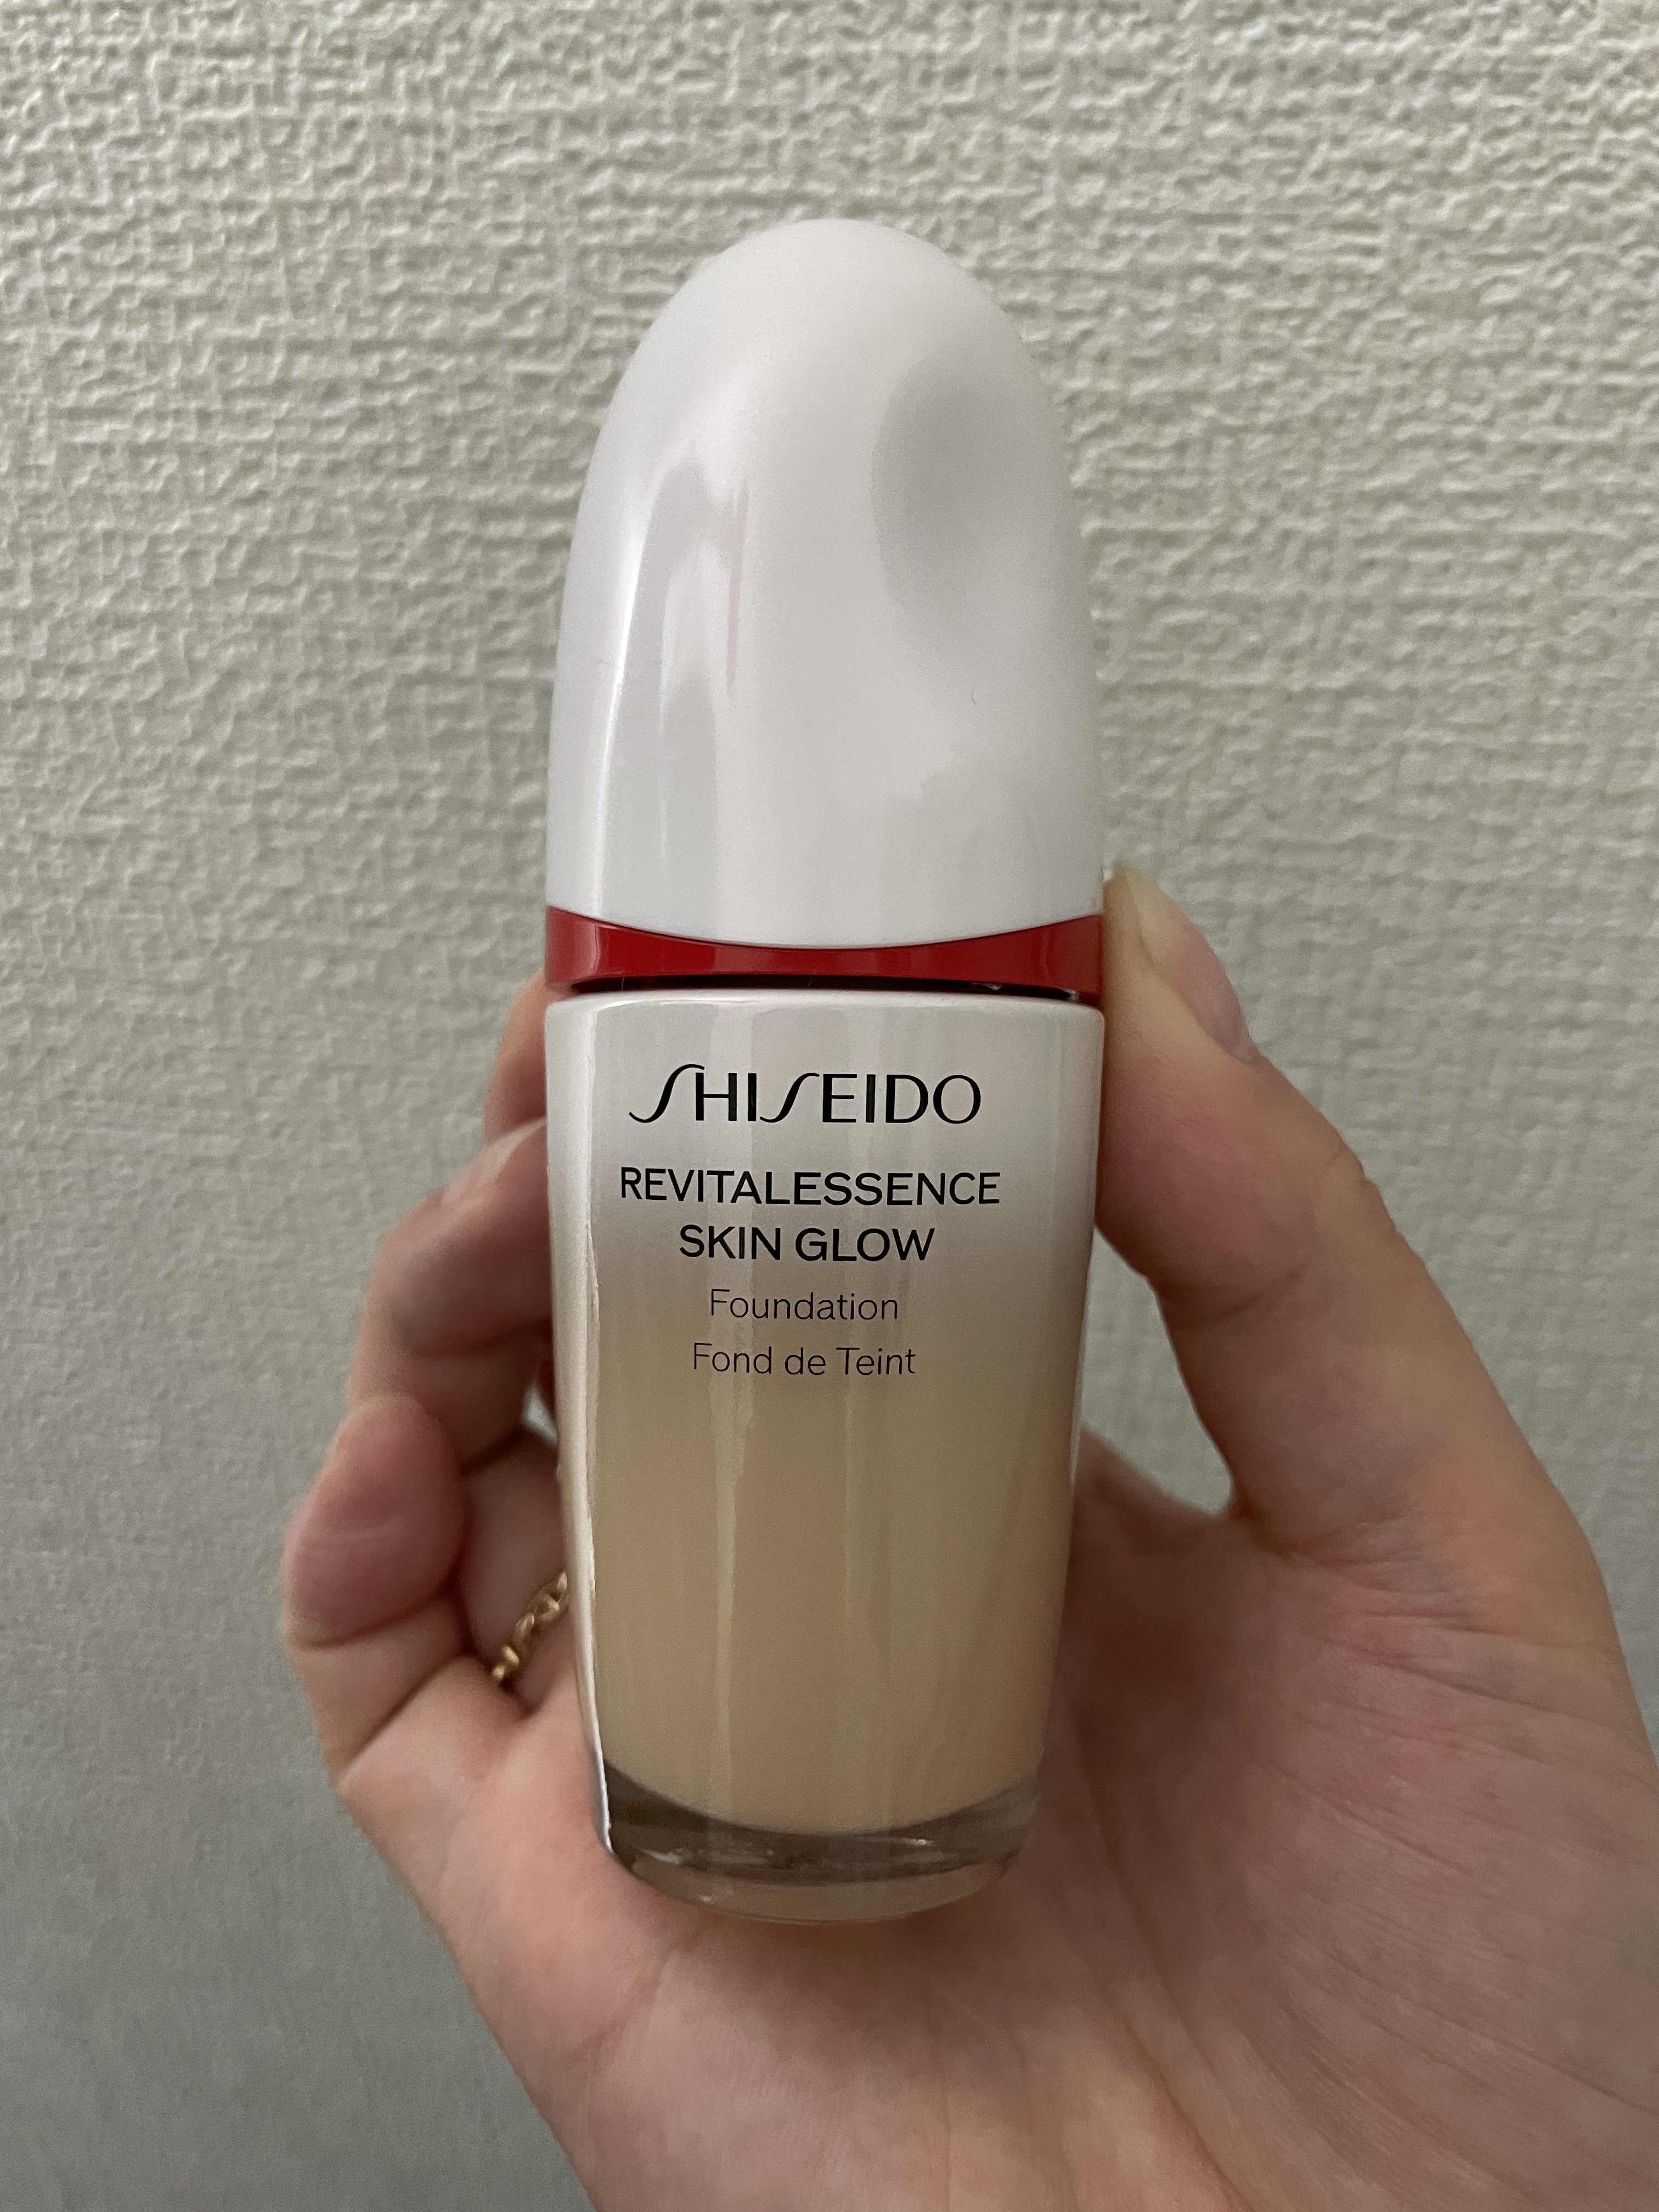 SHISEIDO
REVITALESSENCE
SKIN GLOW
Foundation
Fond de Teint